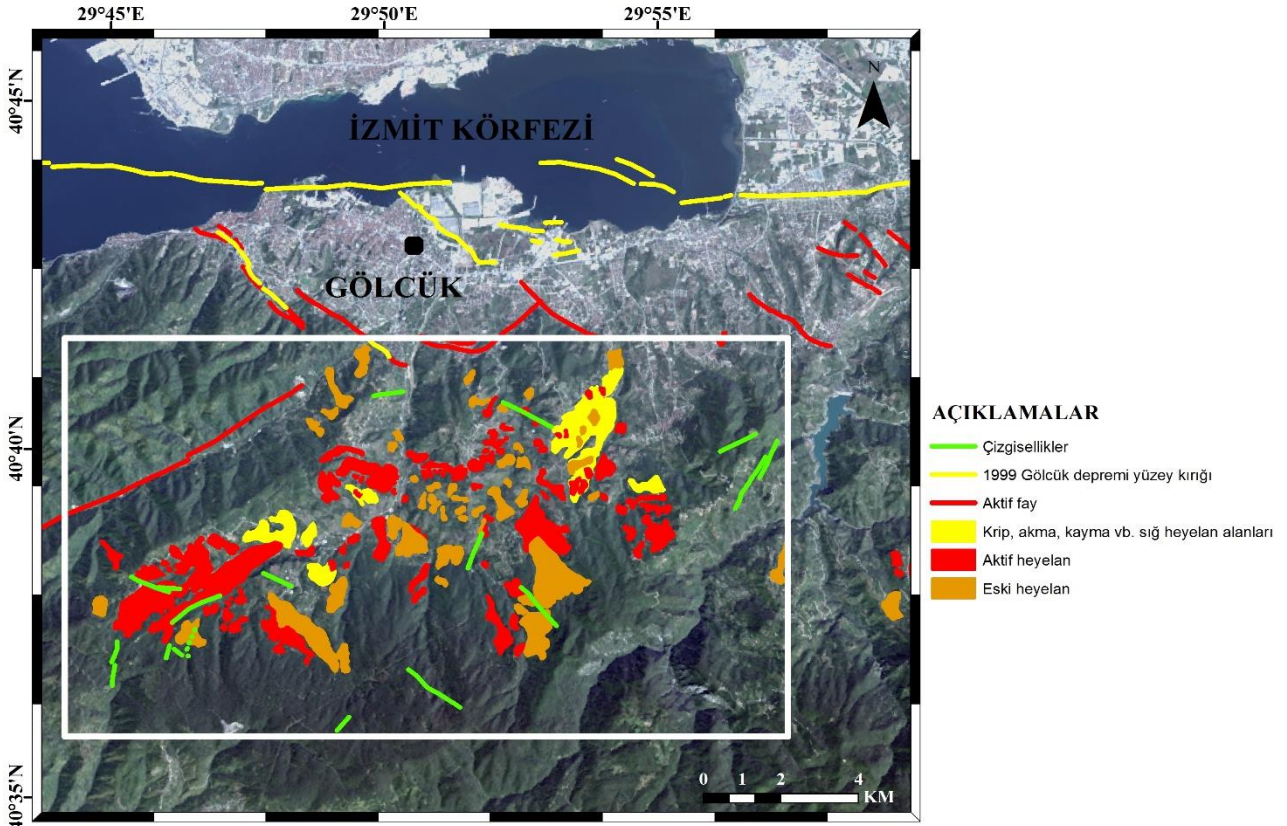 29°45'E 29°50'E 29°55'E
40°45'N
N
İZMİT KÖRFEZİ
GÖLCÜK
40°40'N
AÇIKLAMALAR
Çizgisellikler
1999 Gölcük depremi yüzey kırığı
Aktif fay
Krip, akma, kayma vb. sığ heyelan alanları
Aktif heyelan
Eski heyelan
40°35'N
0 1 2 4
KM